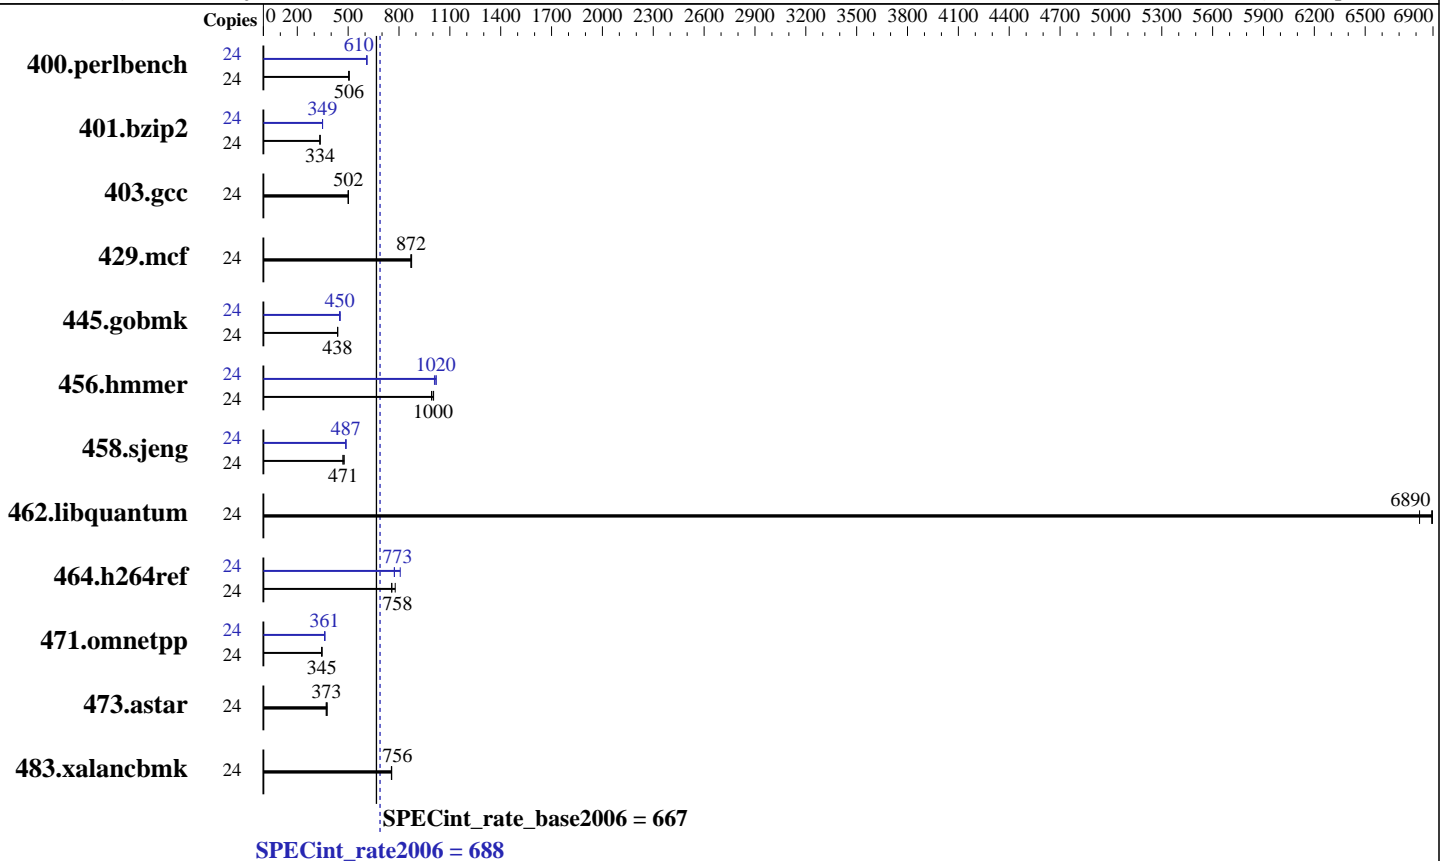 Copies 0 200 500 800 1100 1400 1700 2000 2300 2600 2900 3200 3500 3800 4100 4400 4700 5000 5300 5600 5900 6200 6500 6900
610
400.perlbench 24
24
506
349
401.bzip2 24
24
334
502
403.gcc 24
872
429.mcf 24
450
445.gobmk 24
24
438
1020
456.hmmer 24
24
1000
487
458.sjeng 24
24
471
6890
462.libquantum 24
773
464.h264ref 24
24
758
361
471.omnetpp 24
24
345
373
473.astar 24
756
483.xalancbmk 24
SPECint_rate_base2006 = 667
SPECint_rate2006 = 688